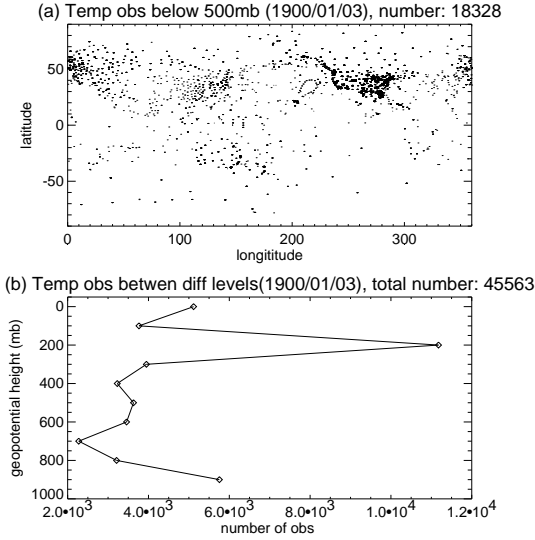 (a) Temp obs below 500mb (1900/01/03), number: 18328
latitude
50
0
-50
0 100 200 300
longititude
(b) Temp obs betwen diff levels(1900/01/03), total number: 45563
geopotential height (mb)
0
200
400
600
800
1000
2.0•10³ 4.0•10³ 6.0•10³ 8.0•10³ 1.0•10⁴ 1.2•10⁴
number of obs